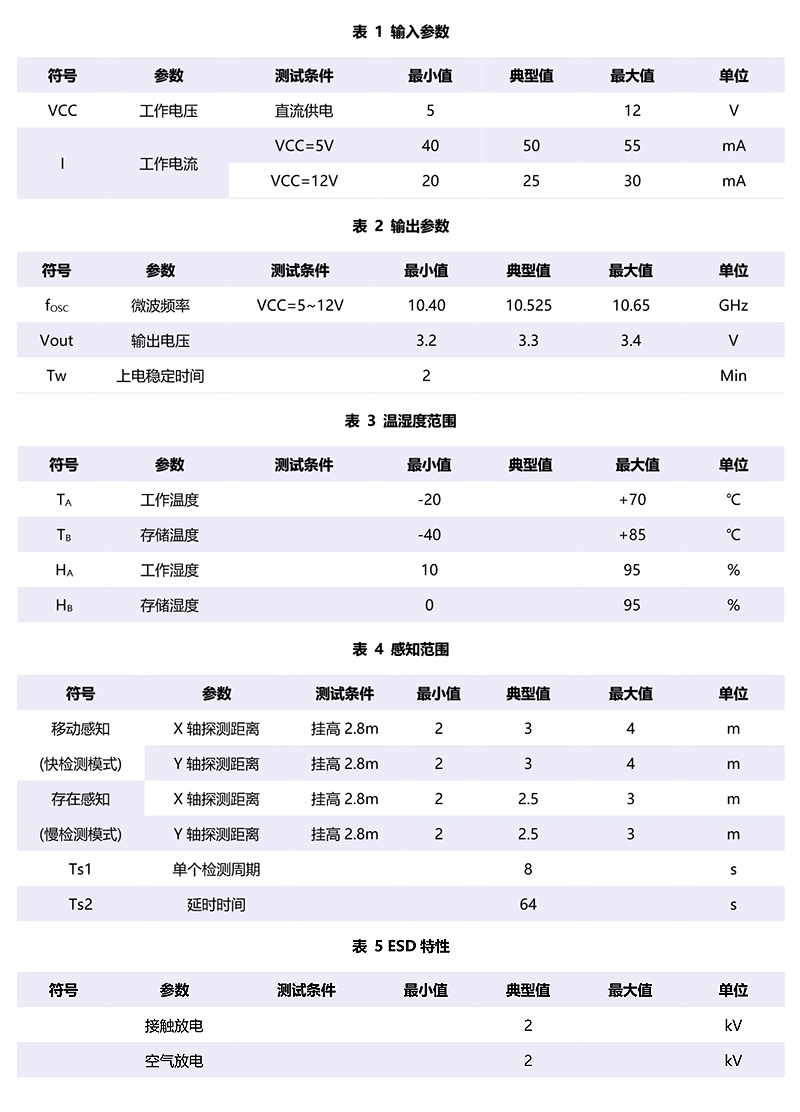 表 1 输入参数
符号 参数 测试条件 最小值 典型值 最大值 单位
VCC 工作电压 直流供电 5 12 V
I 工作电流 VCC=5V 40 50 55 mA
VCC=12V 20 25 30 mA
表 2 输出参数
符号 参数 测试条件 最小值 典型值 最大值 单位
fOSC 微波频率 VCC=5~12V 10.40 10.525 10.65 GHz
Vout 输出电压 3.2 3.3 3.4 V
Tw 上电稳定时间 2 Min
表 3 温湿度范围
符号 参数 测试条件 最小值 典型值 最大值 单位
TA 工作温度 -20 +70 ℃
TB 存储温度 -40 +85 ℃
HA 工作湿度 10 95 %
HB 存储湿度 0 95 %
表 4 感知范围
符号 参数 测试条件 最小值 典型值 最大值 单位
移动感知 X 轴探测距离 挂高 2.8m 2 3 4 m
(快检测模式) Y 轴探测距离 挂高 2.8m 2 3 4 m
存在感知 X 轴探测距离 挂高 2.8m 2 2.5 3 m
(慢检测模式) Y 轴探测距离 挂高 2.8m 2 2.5 3 m
Ts1 单个检测周期 8 s
Ts2 延时时间 64 s
表 5 ESD 特性
符号 参数 测试条件 最小值 典型值 最大值 单位
接触放电 2 kV
空气放电 2 kV